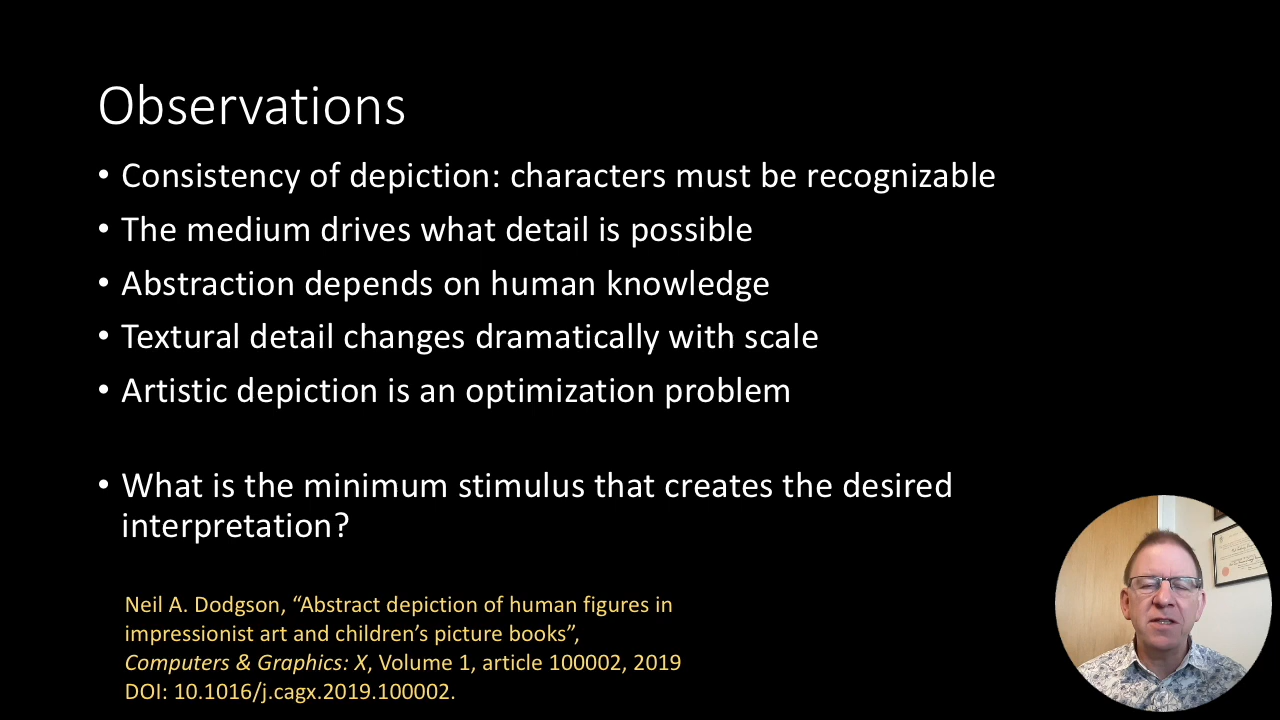 Observations
• Consistency of depiction: characters must be recognizable
• The medium drives what detail is possible
• Abstraction depends on human knowledge
• Textural detail changes dramatically with scale
• Artistic depiction is an optimization problem
• What is the minimum stimulus that creates the desired
interpretation?
Neil A. Dodgson, “Abstract depiction of human figures in
impressionist art and children’s picture books”,
Computers & Graphics: X, Volume 1, article 100002, 2019
DOI: 10.1016/j.cagx.2019.100002.